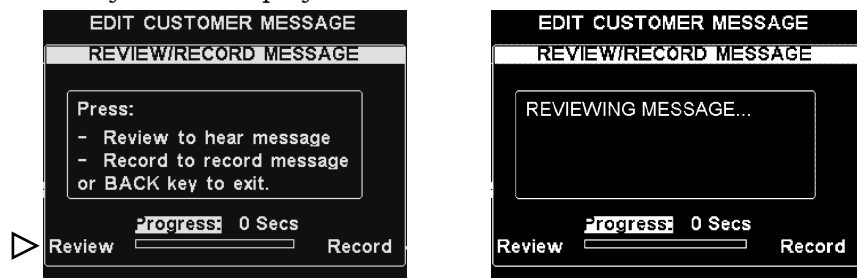 EDIT CUSTOMER MESSAGE
REVIEW/RECORD MESSAGE
Press:
- Review to hear message
- Record to record message
or BACK key to exit.
Progress: 0 Secs
Review Record
EDIT CUSTOMER MESSAGE
REVIEW/RECORD MESSAGE
REVIEWING MESSAGE...
Progress: 0 Secs
Review Record